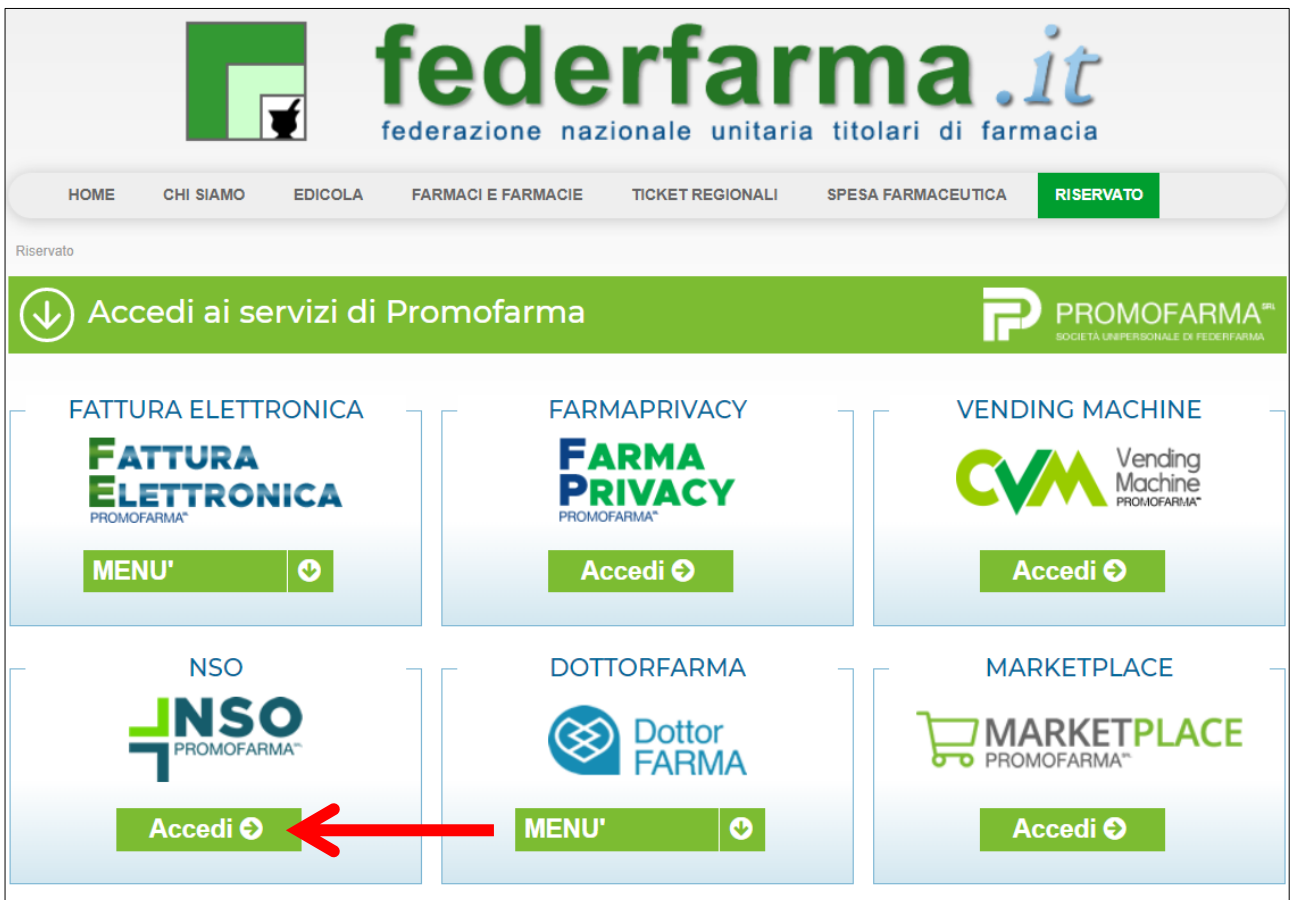 federfarma.it
federazione nazionale unitaria titolari di farmacia
HOME CHI SIAMO EDICOLA FARMACI E FARMACIE TICKET REGIONALI SPESA FARMACEUTICA RISERVATO
Riservato
Accedi ai servizi di Promofarma
PROMOFARMA SRL
SOCIETÀ UNIPERSONALE DI FEDERFARMA
FATTURA ELETTRONICA
FATTURA
ELETTRONICA
PROMOFARMA
MENU'
FARMAPRIVACY
FARMA
PRIVACY
PROMOFARMA
Accedi
VENDING MACHINE
CVM
Vending
Machine
PROMOFARMA
Accedi
NSO
NSO
PROMOFARMA
Accedi
DOTTORFARMA
Dottor
FARMA
MENU'
MARKETPLACE
MARKETPLACE
PROMOFARMA
Accedi